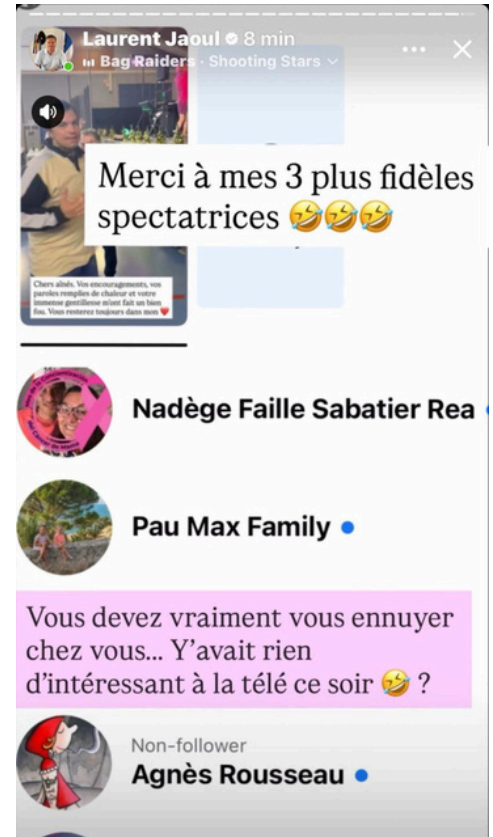 Laurent Jaoul 8 min
Bag Raiders · Shooting Stars
Merci à mes 3 plus fidèles
spectatrices 🤣🤣🤣
Chers aînés. Vos encouragements, vos
paroles remplies de chaleur et votre
immense gentillesse m'ont fait un bien
fou. Vous resterez toujours dans mon ❤️
Nadège Faille Sabatier Rea
Pau Max Family
Vous devez vraiment vous ennuyer
chez vous... Y'avait rien
d'intéressant à la télé ce soir 🤣 ?
Non-follower
Agnès Rousseau